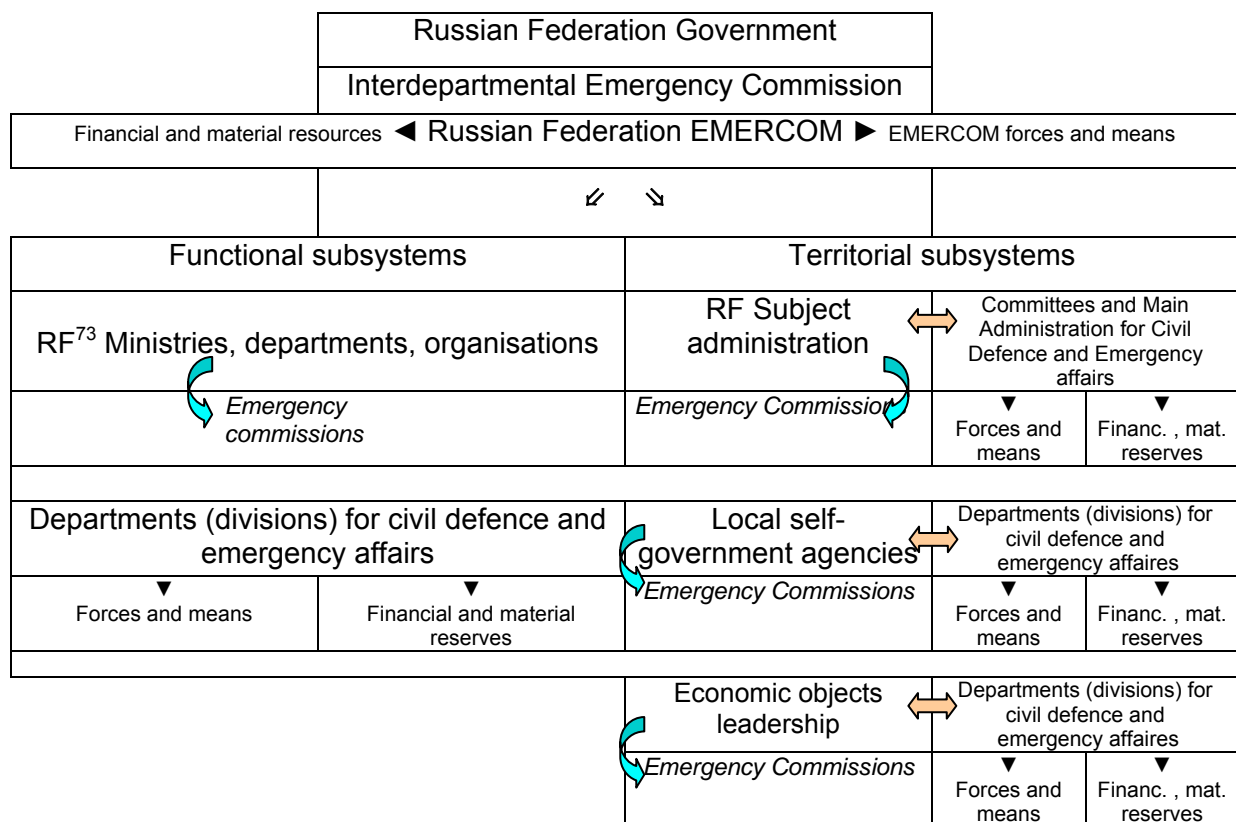 Russian Federation Government
Interdepartmental Emergency Commission
Financial and material resources ◄ Russian Federation EMERCOM ► EMERCOM forces and means
⇙ ⇘
Functional subsystems
Territorial subsystems
RF73 Ministries, departments, organisations
RF Subject
administration
Committees and Main
Administration for Civil
Defence and Emergency
affairs
Emergency
commissions
Emergency Commission
▼
Forces and
means
▼
Financ. , mat.
reserves
Departments (divisions) for civil defence and
emergency affairs
Local self-
government agencies
Departments (divisions) for
civil defence and
emergency affaires
▼
Forces and means
▼
Financial and material
reserves
Emergency Commissions
▼
Forces and
means
▼
Financ. , mat.
reserves
Economic objects
leadership
Departments (divisions) for
civil defence and
emergency affaires
Emergency Commissions
▼
Forces and
means
▼
Financ. , mat.
reserves